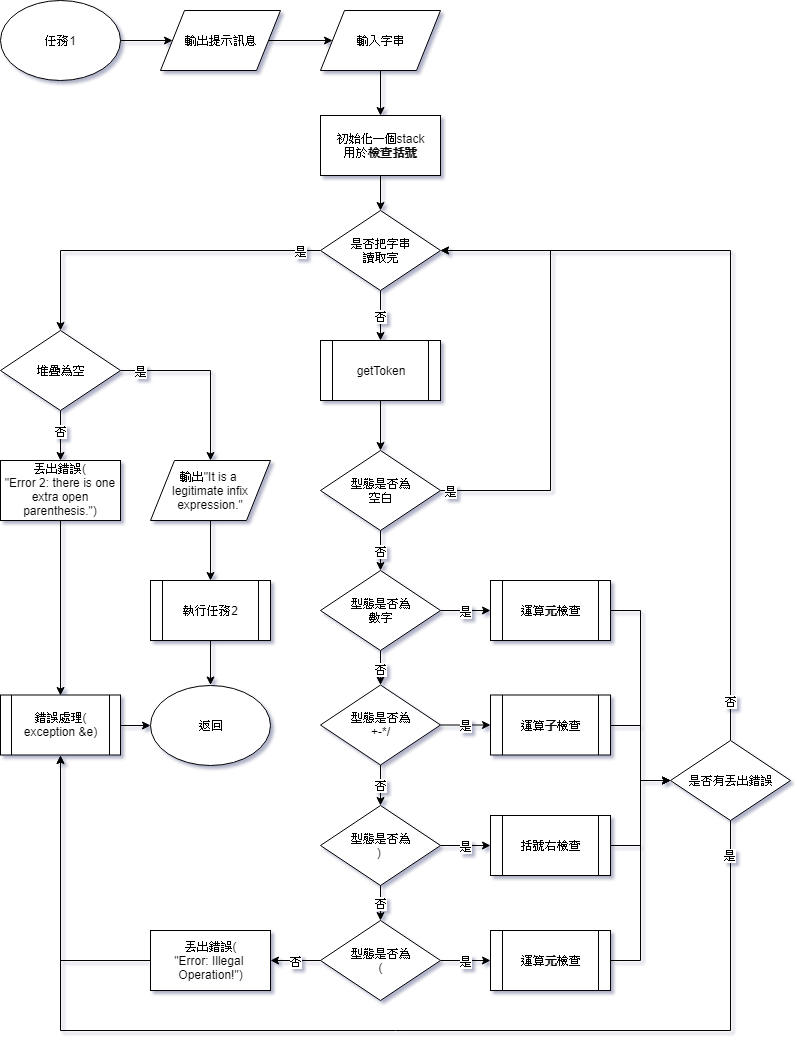 任務1
輸出提示訊息
輸入字串
初始化一個stack
用於檢查括號
是否把字串
讀取完
是
否
堆疊為空
是
否
getToken
丟出錯誤(
"Error 2: there is one
extra open
parenthesis.")
輸出"It is a
legitimate infix
expression."
型態是否為
空白
是
否
執行任務2
型態是否為
數字
是
運算元檢查
否
錯誤處理(
exception &e)
返回
型態是否為
+-*/
是
運算子檢查
否
是否有丟出錯誤
否
是
型態是否為
)
是
括號右檢查
否
丟出錯誤(
"Error: Illegal
Operation!")
否
型態是否為
(
是
運算元檢查